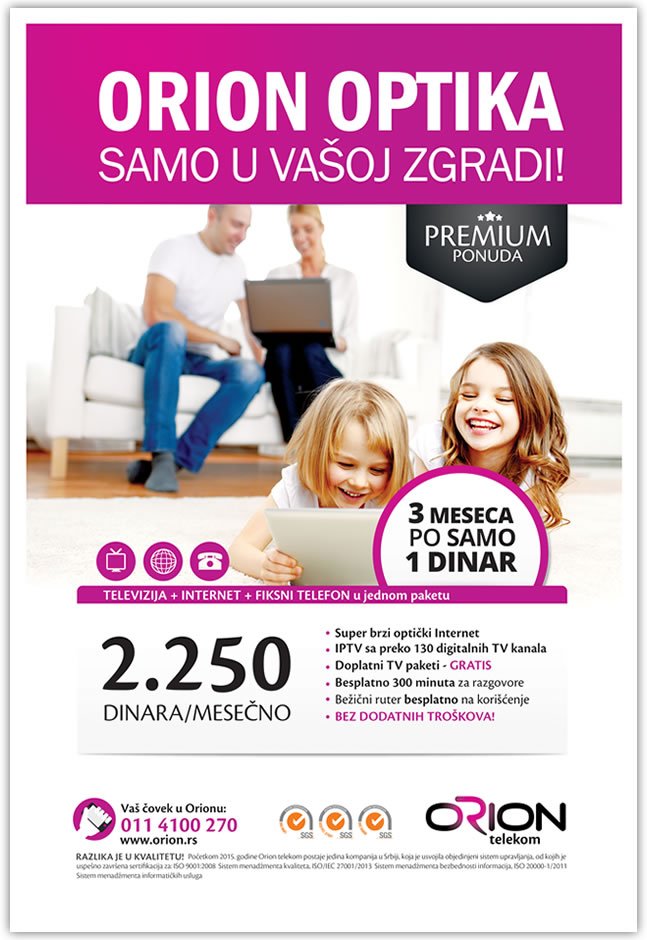 ORION OPTIKA
SAMO U VAŠOJ ZGRADI!
PREMIUM
PONUDA
3 MESECA
PO SAMO
1 DINAR
TELEVIZIJA + INTERNET + FIKSNI TELEFON u jednom paketu
2.250
DINARA/MESEČNO
• Super brzi optički Internet
• IPTV sa preko 130 digitalnih TV kanala
• Doplatni TV paketi - GRATIS
• Besplatno 300 minuta za razgovore
• Bežični ruter besplatno na korišćenje
• BEZ DODATNIH TROŠKOVA!
Vaš čovek u Orionu:
011 4100 270
www.orion.rs
SGS SGS SGS
ORION
telekom
RAZLIKA JE U KVALITETU! Početkom 2015. godine Orion telekom postaje jedina kompanija u Srbiji, koja je usvojila objedinjeni sistem upravljanja, od kojih je
uspešno završena sertifikacija za: ISO 9001:2008 Sistem menadžmenta kvaliteta, ISO/IEC 27001/2013 Sistem menadžmenta bezbednosti informacija, ISO 20000-1/2011
Sistem menadžmenta informatičkih usluga